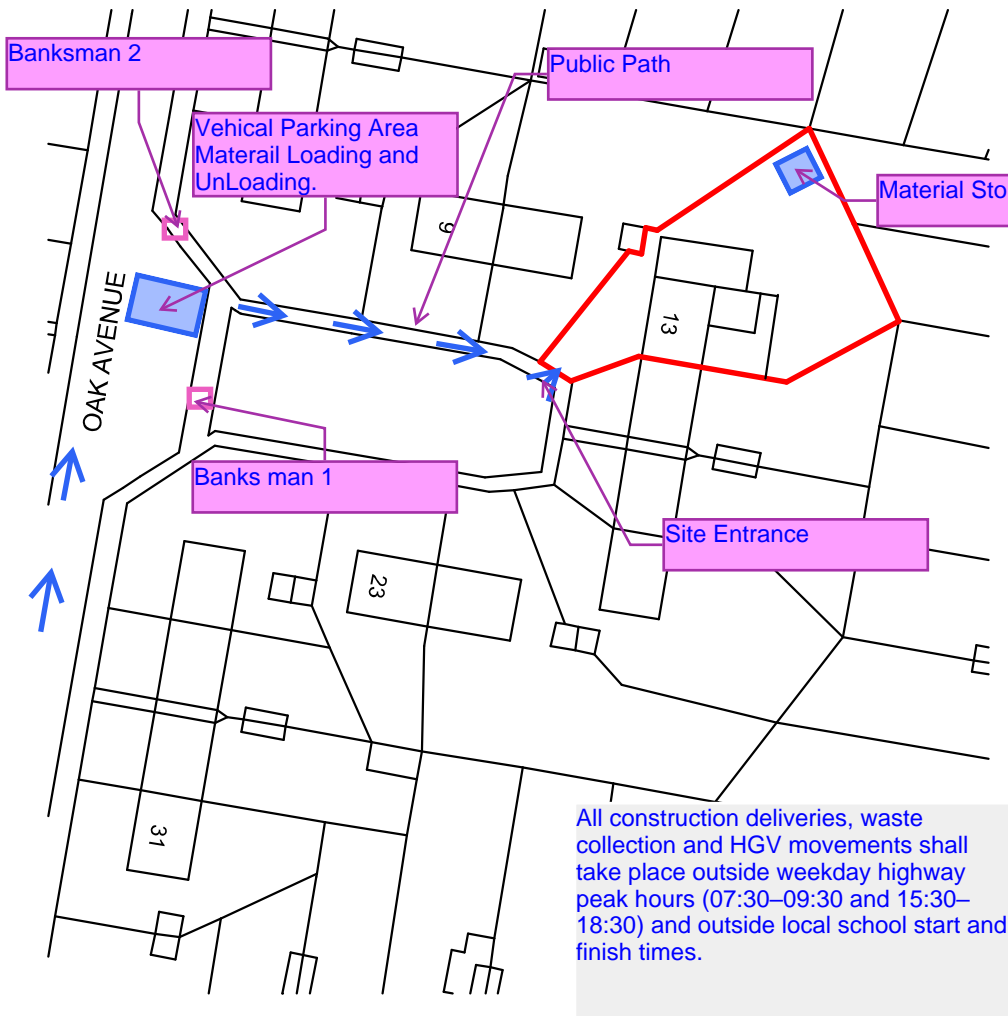 Banksman 2
Public Path
Vehical Parking Area
Materail Loading and
UnLoading.
Material Sto
9
13
OAK AVENUE
Banks man 1
Site Entrance
23
31
All construction deliveries, waste
collection and HGV movements shall
take place outside weekday highway
peak hours (07:30–09:30 and 15:30–
18:30) and outside local school start and
finish times.